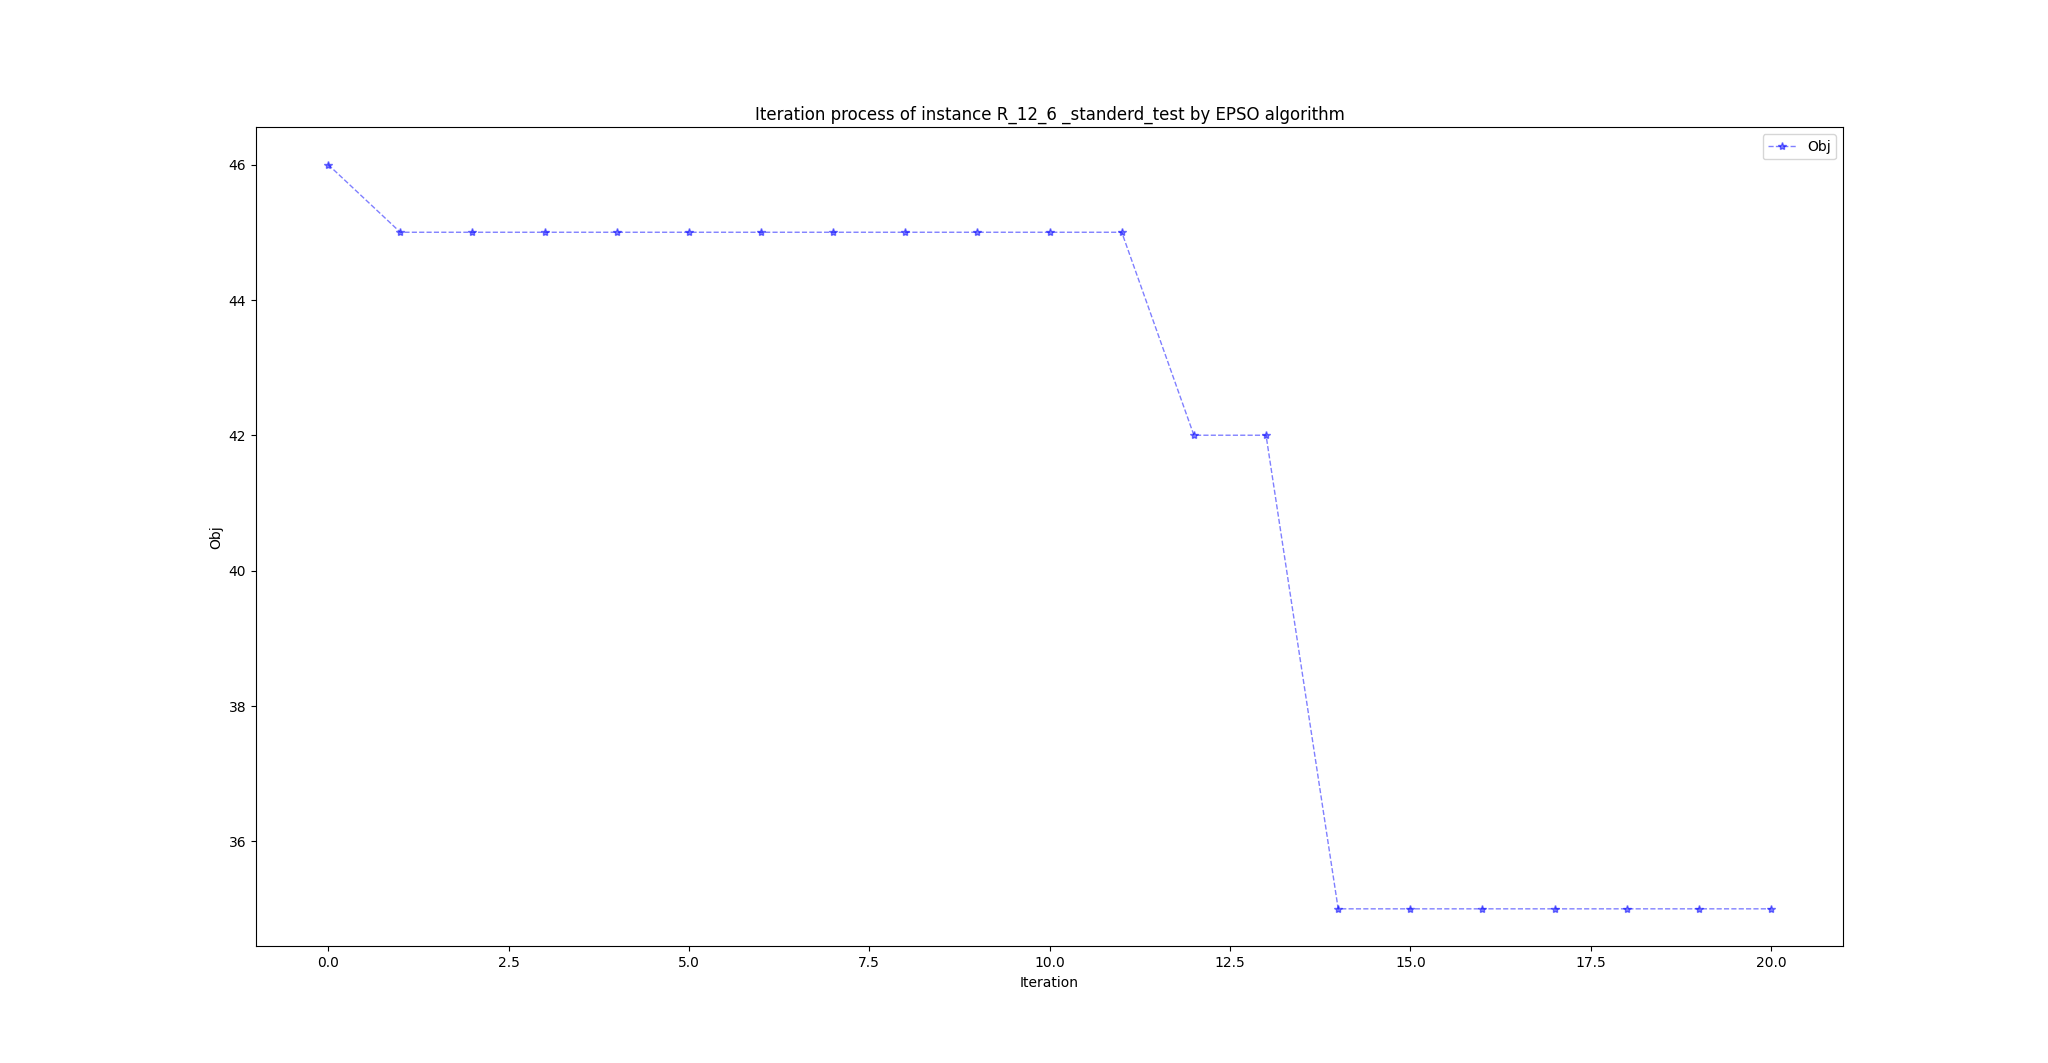 Iteration process of instance R_12_6 _standerd_test by EPSO algorithm
Obj
46
44
42
40
38
36
Obj
0.0 2.5 5.0 7.5 10.0 12.5 15.0 17.5 20.0
Iteration